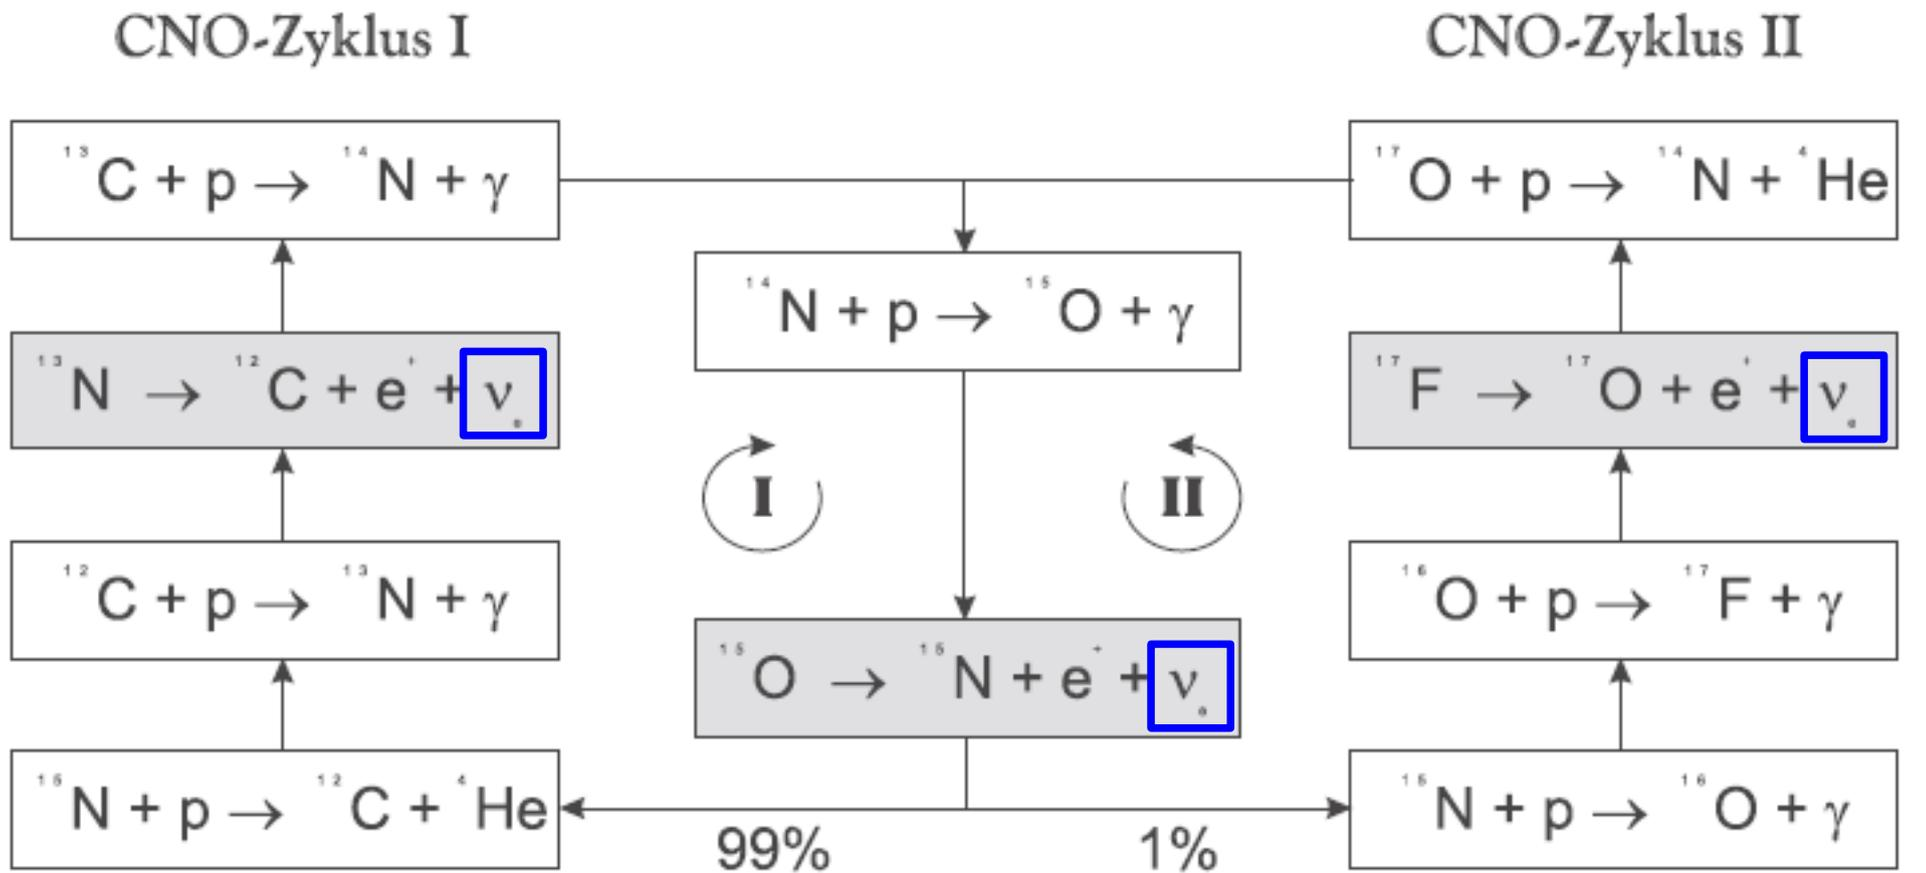 CNO-Zyklus I
CNO-Zyklus II
¹³C + p → ¹⁴N + γ
¹⁷O + p → ¹⁴N + ⁴He
¹⁴N + p → ¹⁵O + γ
¹³N → ¹²C + e⁺ + νₑ
¹⁷F → ¹⁷O + e⁺ + νₑ
I
II
¹²C + p → ¹³N + γ
¹⁶O + p → ¹⁷F + γ
¹⁵O → ¹⁵N + e⁺ + νₑ
¹⁵N + p → ¹²C + ⁴He
¹⁵N + p → ¹⁶O + γ
99%
1%